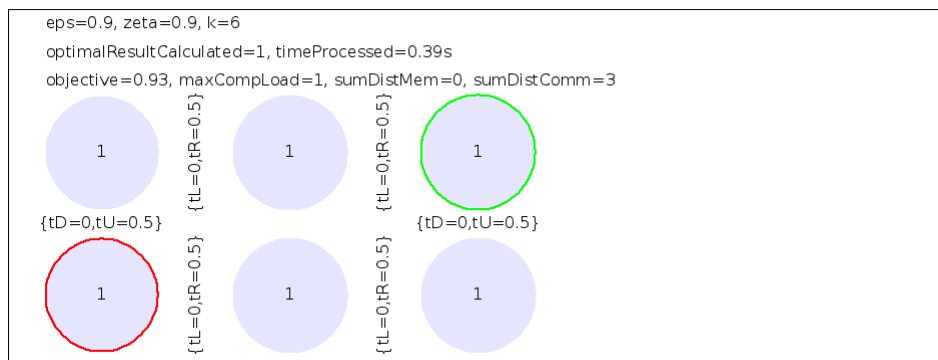 eps=0.9, zeta=0.9, k=6
optimalResultCalculated=1, timeProcessed=0.39s
objective=0.93, maxCompLoad=1, sumDistMem=0, sumDistComm=3
1
{tL=0,tR=0.5}
1
{tL=0,tR=0.5}
1
{tD=0,tU=0.5}
{tD=0,tU=0.5}
1
{tL=0,tR=0.5}
1
{tL=0,tR=0.5}
1